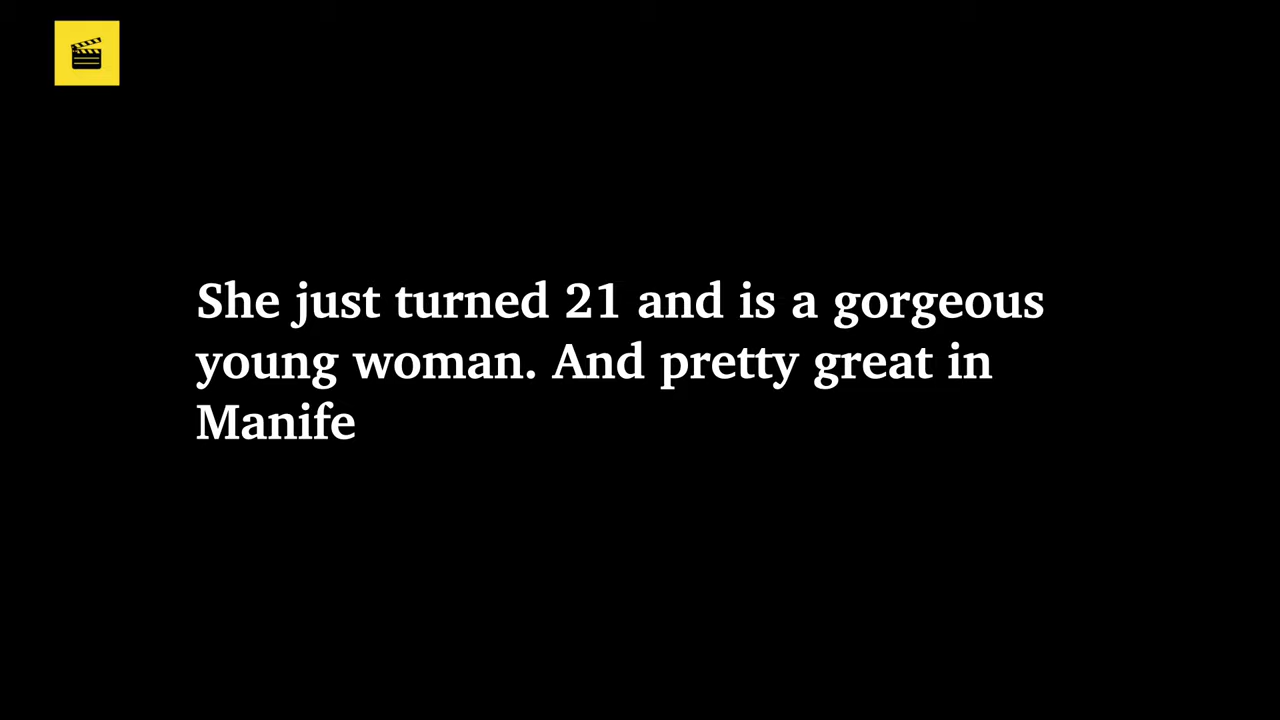 She just turned 21 and is a gorgeous
young woman. And pretty great in
Manife